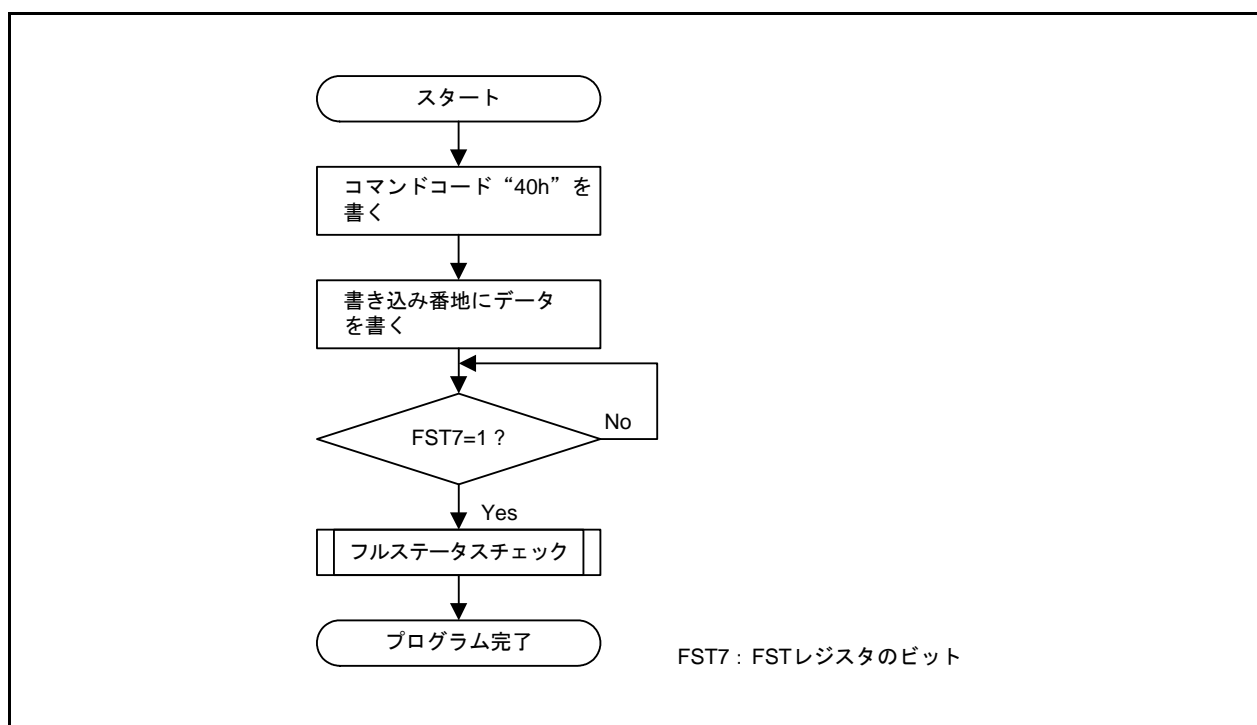 スタート
コマンドコード“40h”を
書く
書き込み番地にデータ
を書く
FST7=1 ?
No
Yes
フルステータスチェック
プログラム完了
FST7 : FSTレジスタのビット